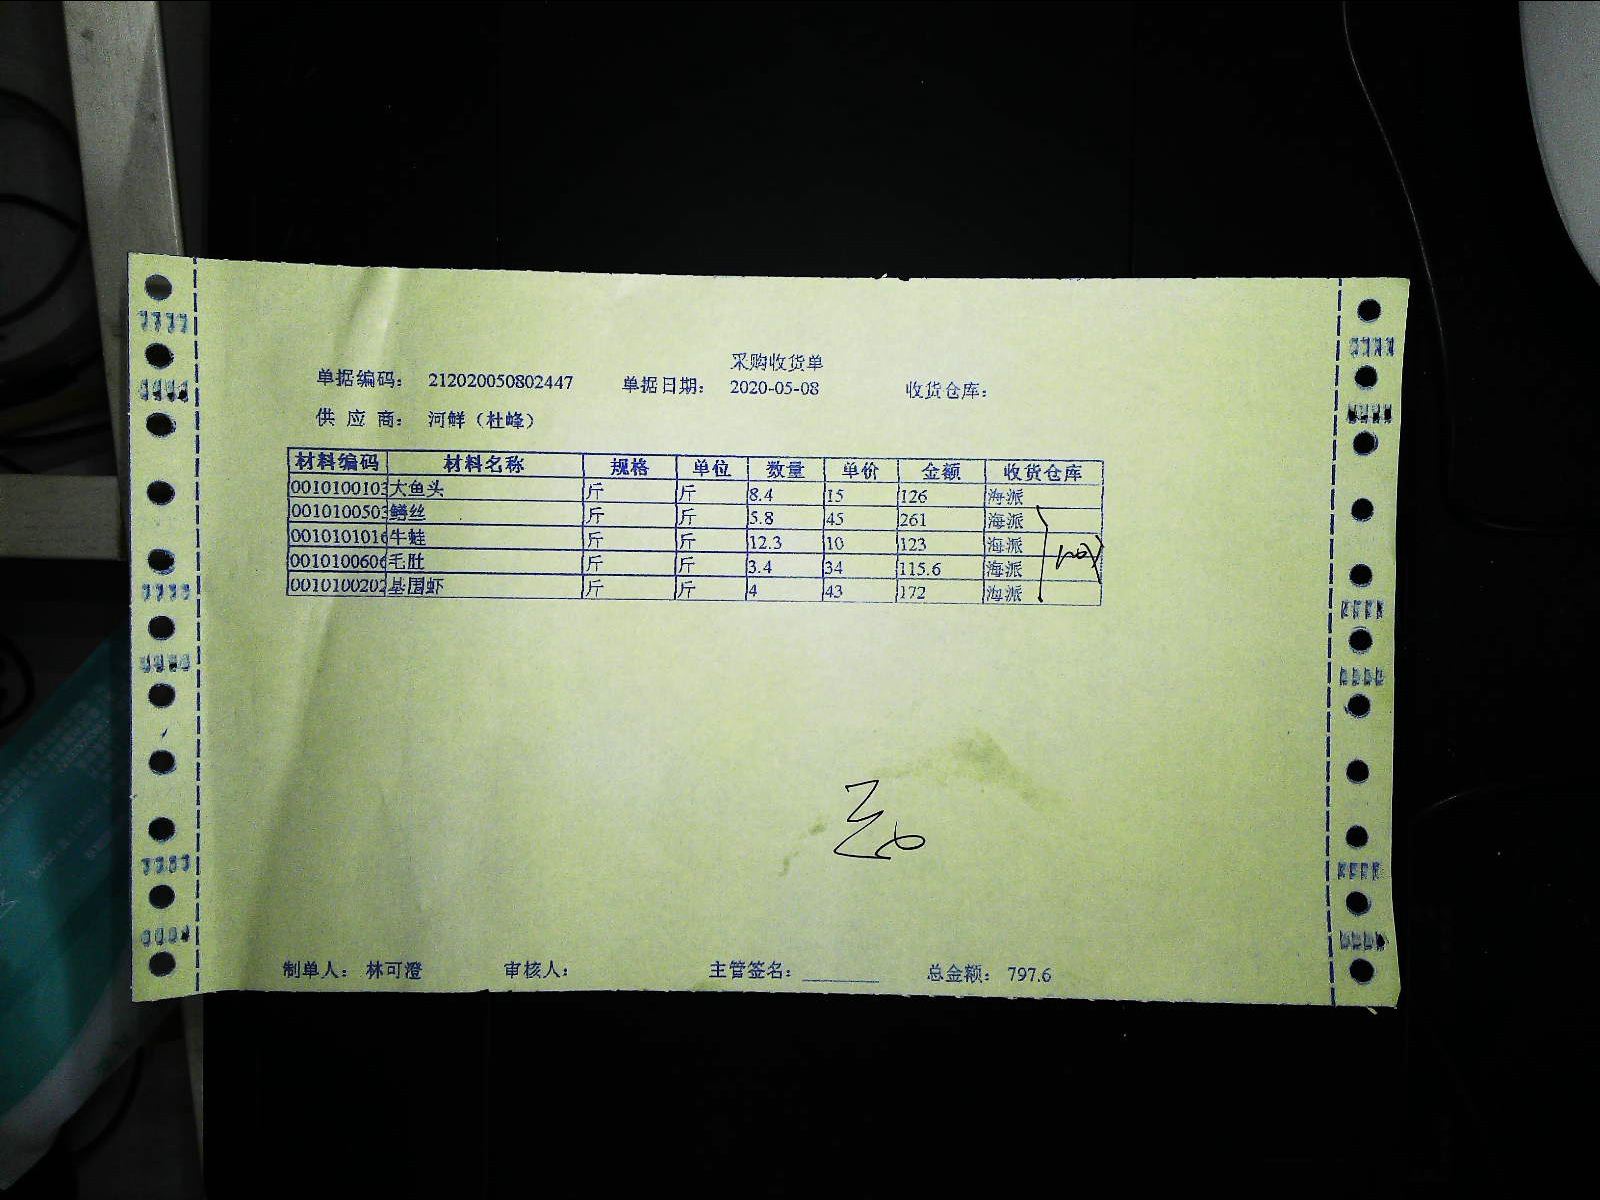 采购收货单
单据编码： 212020050802447 单据日期： 2020-05-08 收货仓库：
供 应 商： 河鲜（杜峰）
材料编码 材料名称 规格 单位 数量 单价 金额 收货仓库
0010100103 大鱼头 斤 斤 8.4 15 126 海派
0010100503 鳝丝 斤 斤 5.8 45 261 海派
0010101016 牛蛙 斤 斤 12.3 10 123 海派
0010100606 毛肚 斤 斤 3.4 34 115.6 海派
0010100202 基围虾 斤 斤 4 43 172 海派
制单人： 林可澄 审核人： 主管签名： 总金额： 797.6